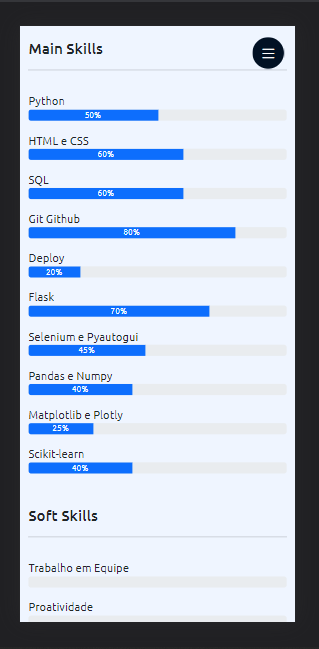 Main Skills
Python
50%
HTML e CSS
60%
SQL
60%
Git Github
80%
Deploy
20%
Flask
70%
Selenium e Pyautogui
45%
Pandas e Numpy
40%
Matplotlib e Plotly
25%
Scikit-learn
40%
Soft Skills
Trabalho em Equipe
Proatividade